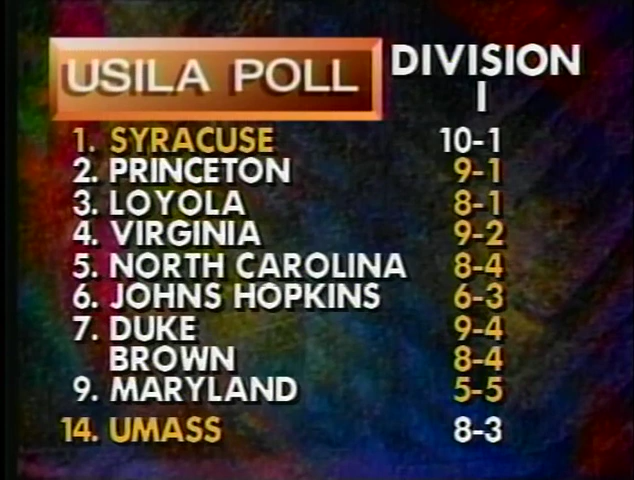 USILA POLL DIVISION I
1. SYRACUSE 10-1
2. PRINCETON 9-1
3. LOYOLA 8-1
4. VIRGINIA 9-2
5. NORTH CAROLINA 8-4
6. JOHNS HOPKINS 6-3
7. DUKE 9-4
BROWN 8-4
9. MARYLAND 5-5
14. UMASS 8-3